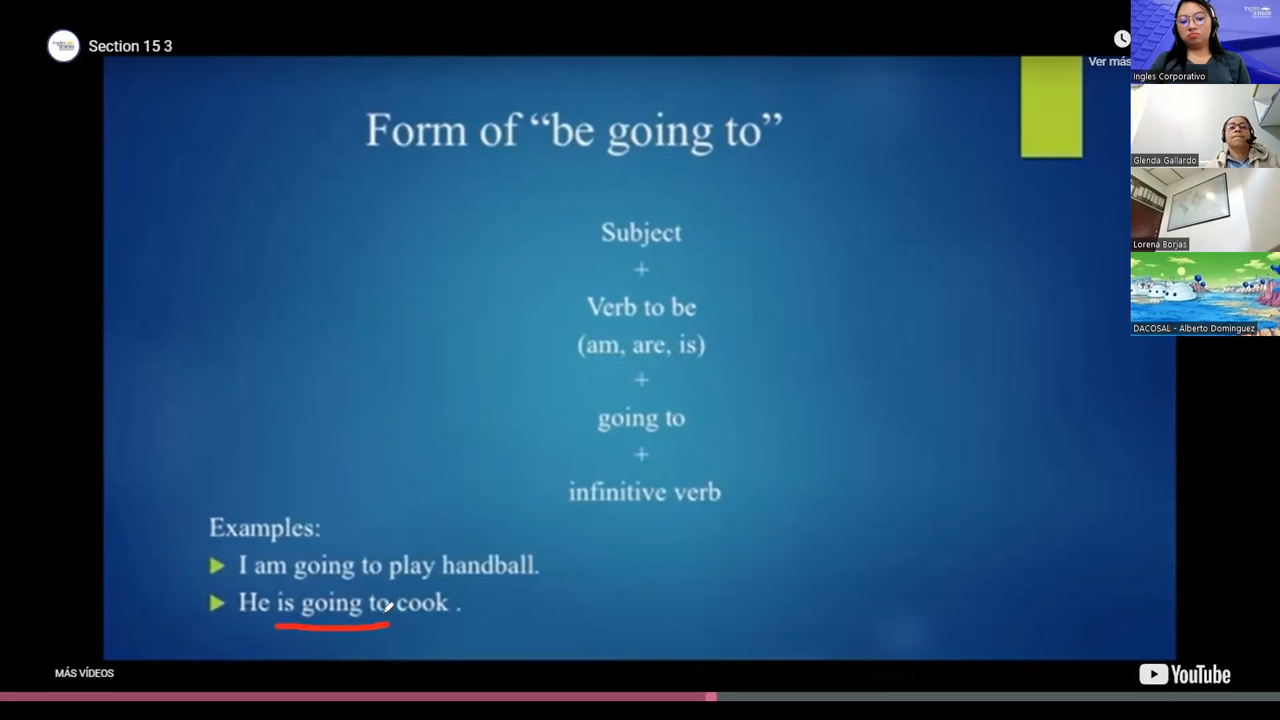 Section 15 3
Ver más
Form of “be going to”
Subject
+
Verb to be
(am, are, is)
+
going to
+
infinitive verb
Examples:
I am going to play handball.
He is going to cook .
MÁS VÍDEOS
YouTube
Ingles Corporativo
Glenda Gallardo
Lorena Borjas
DACOSAL - Alberto Dominguez